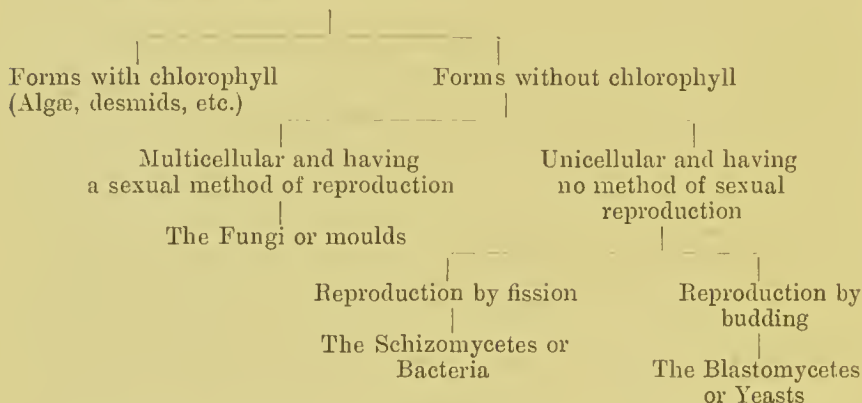 Forms with chlorophyll
(Algæ, desmids, etc.)
Forms without chlorophyll
Multicellular and having
a sexual method of reproduction
The Fungi or moulds
Unicellular and having
no method of sexual
reproduction
Reproduction by fission
The Schizomycetes or
Bacteria
Reproduction by
budding
The Blastomycetes
or Yeasts